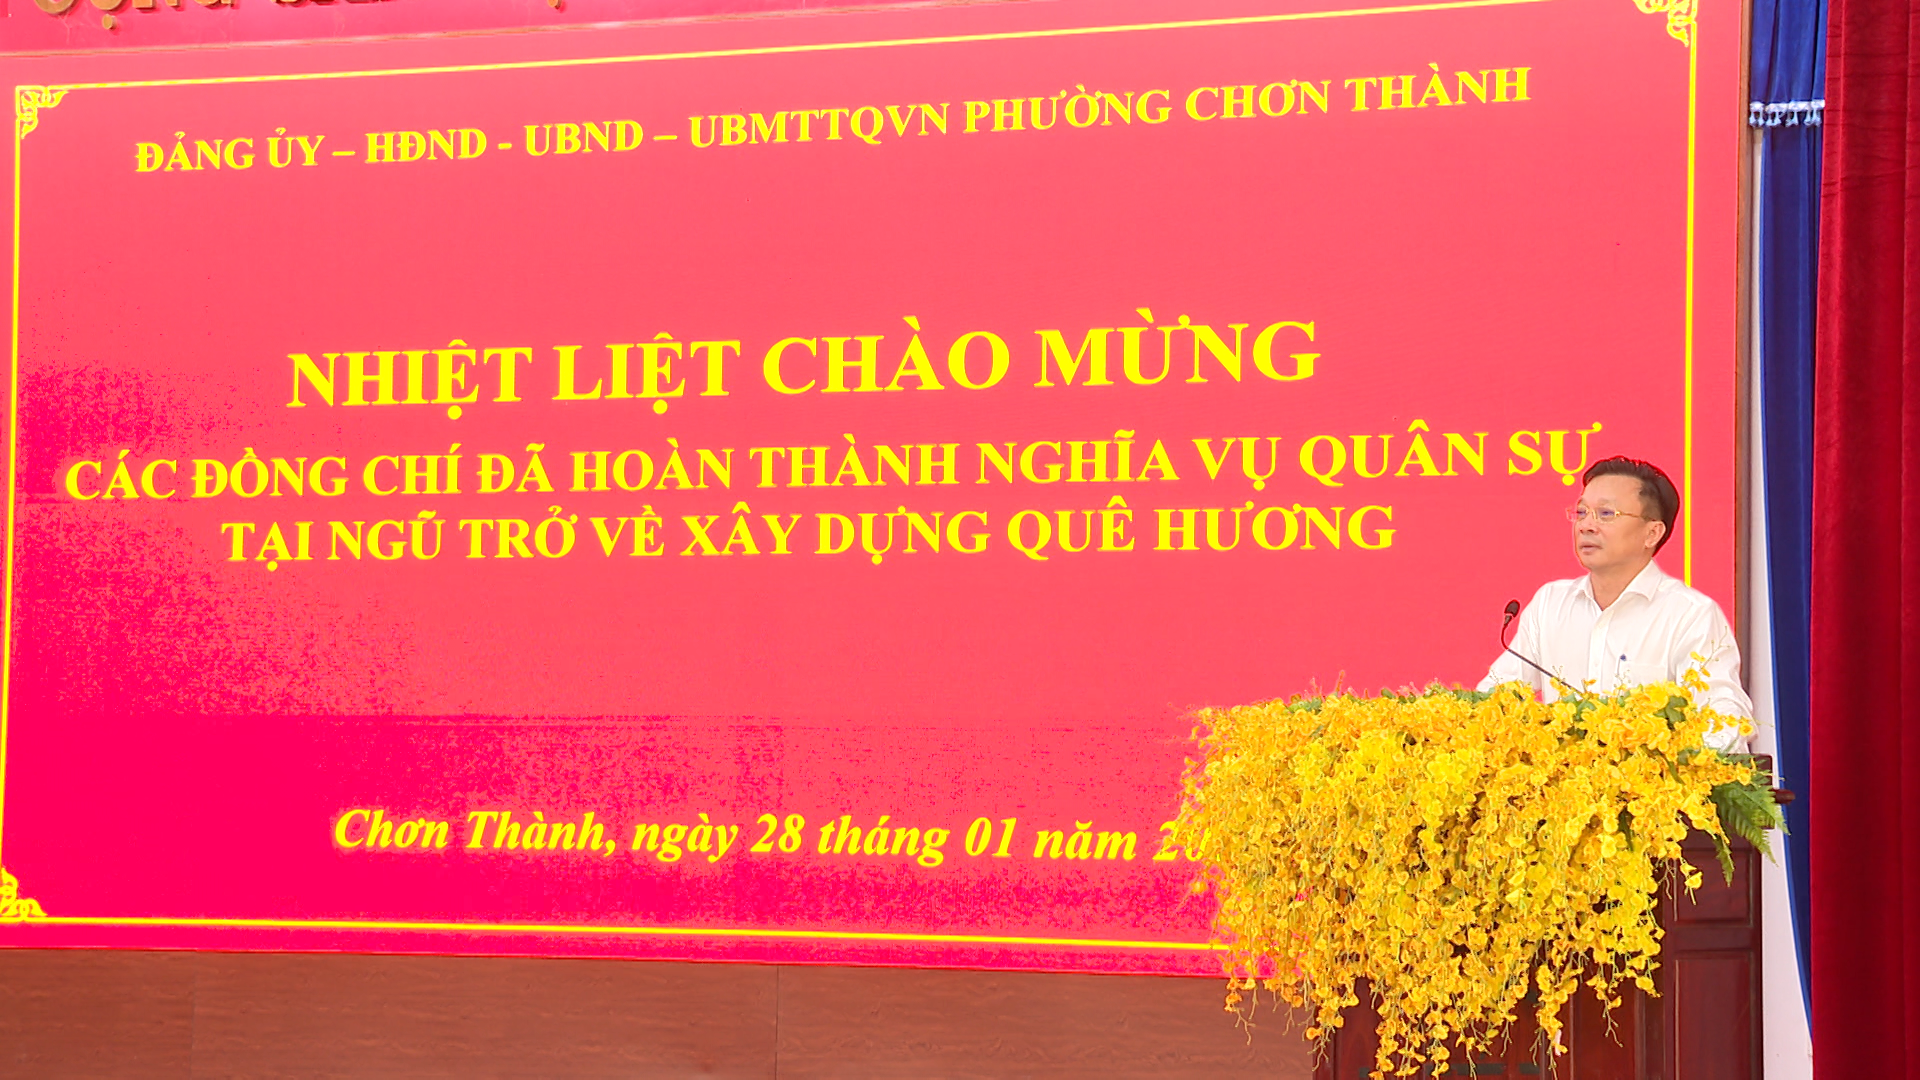 ĐẢNG ỦY – HĐND - UBND – UBMTTQVN PHƯỜNG CHƠN THÀNH
NHIỆT LIỆT CHÀO MỪNG
CÁC ĐỒNG CHÍ ĐÃ HOÀN THÀNH NGHĨA VỤ QUÂN SỰ
TẠI NGŨ TRỞ VỀ XÂY DỰNG QUÊ HƯƠNG
Chơn Thành, ngày 28 tháng 01 năm